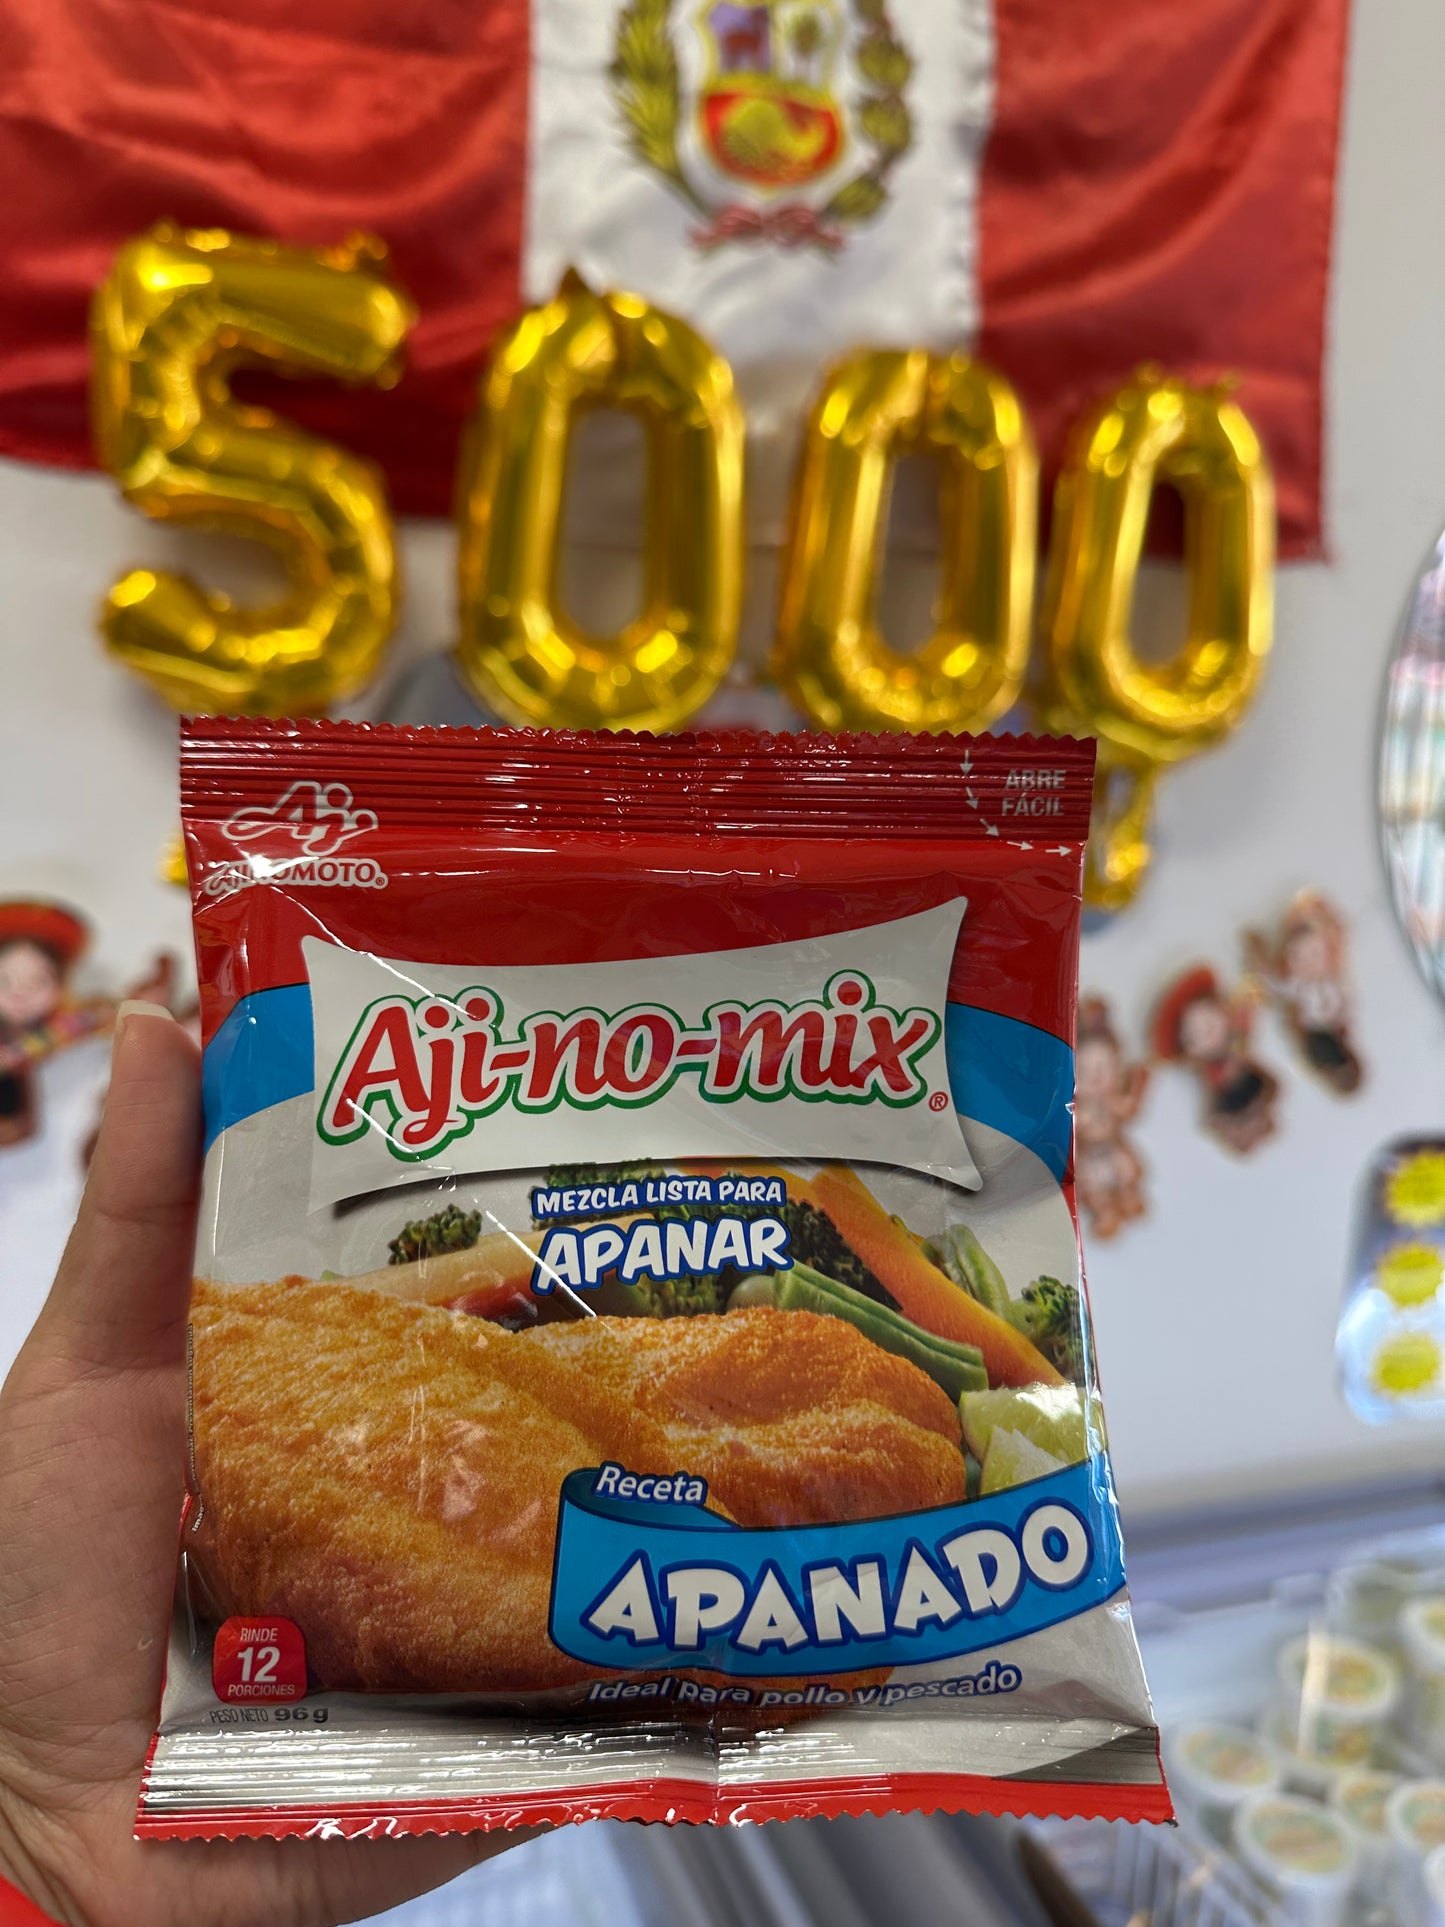 5000
ABRE
FÁCIL
Aj
AJINOMOTO®
Aji-no-mix®
MEZCLA LISTA PARA
APANAR
Receta
APANADO
Ideal para pollo y pescado
RINDE
12
PORCIONES
PESO NETO 96g